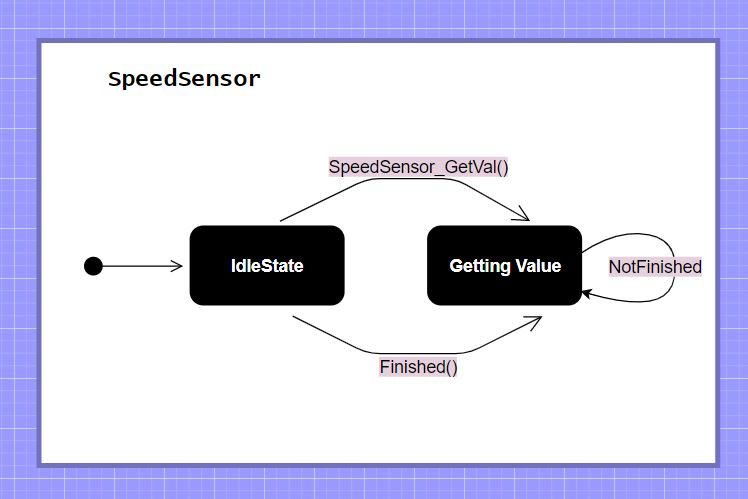 SpeedSensor
SpeedSensor_GetVal()
IdleState
Getting Value
NotFinished
Finished()